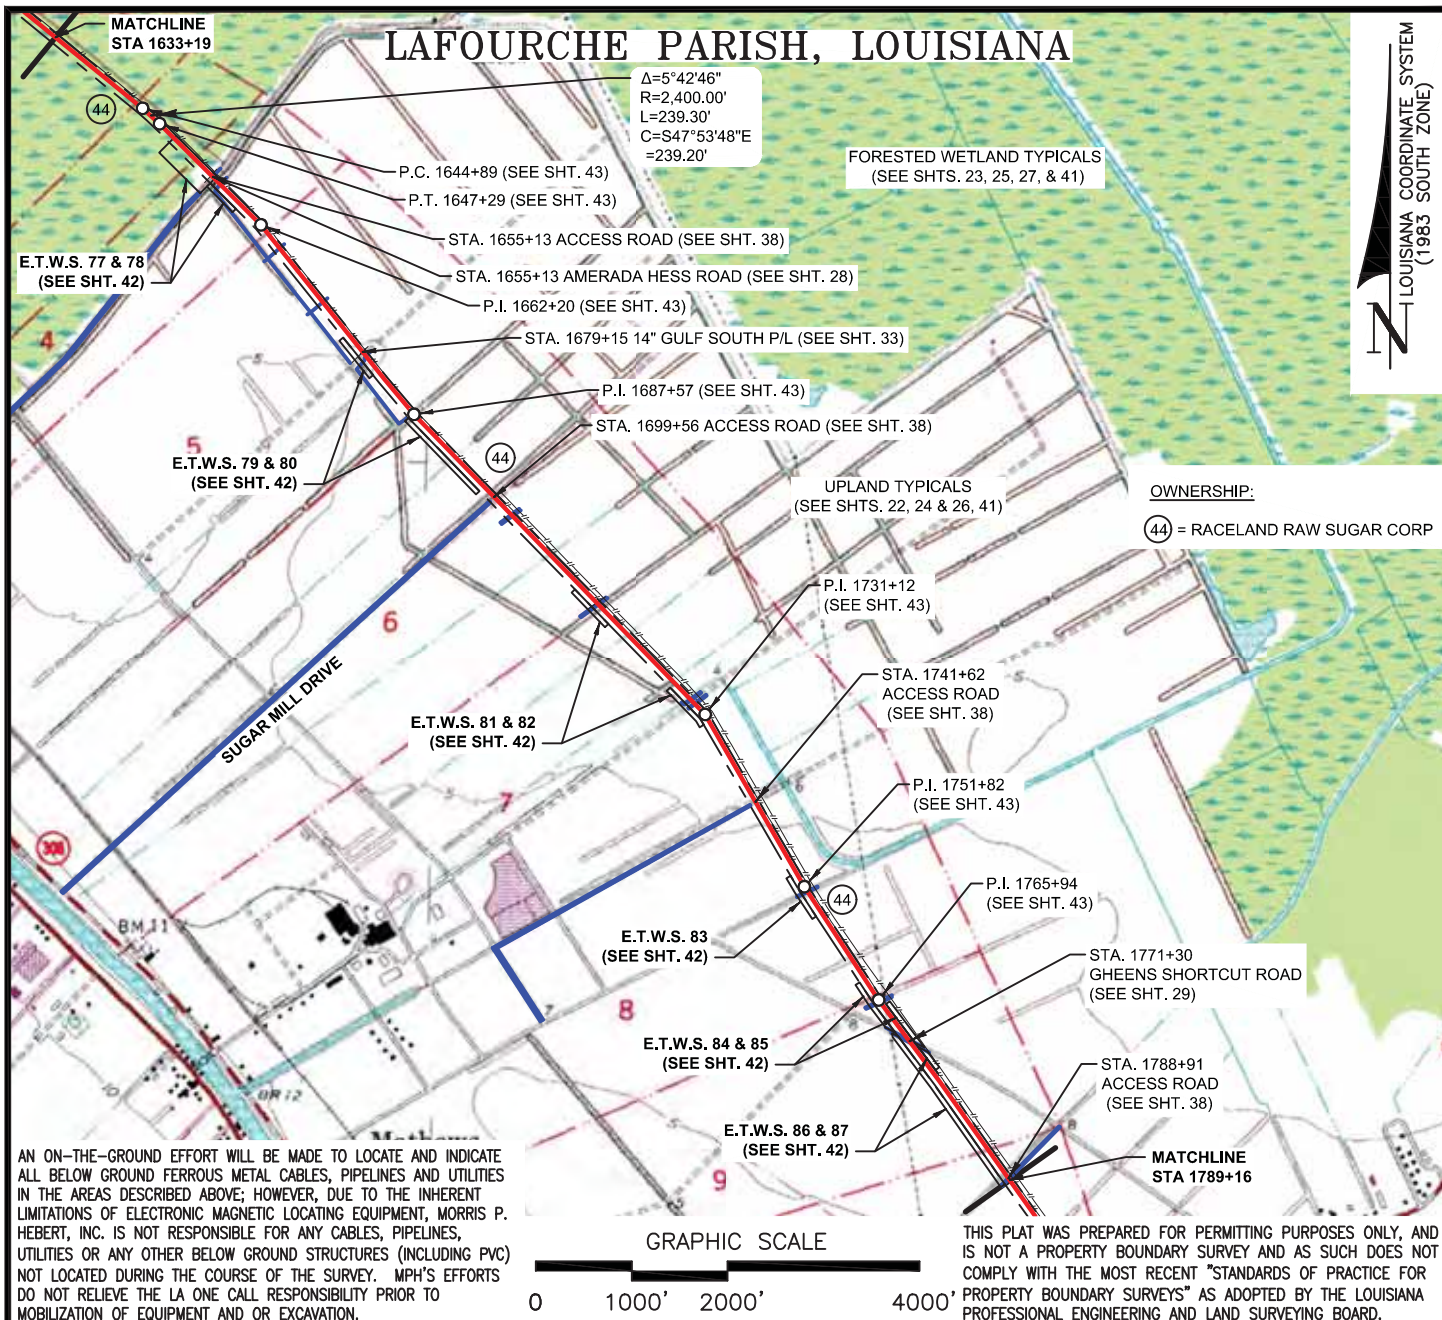 MATCHLINE
STA 1633+19
LAFOURCHE PARISH, LOUISIANA
Δ=5°42'46"
R=2,400.00'
L=239.30'
C=S47°53'48"E
=239.20'
44
P.C. 1644+89 (SEE SHT. 43)
P.T. 1647+29 (SEE SHT. 43)
FORESTED WETLAND TYPICALS
(SEE SHTS. 23, 25, 27, & 41)
LOUISIANA COORDINATE SYSTEM
(1983 SOUTH ZONE)
N
STA. 1655+13 ACCESS ROAD (SEE SHT. 38)
E.T.W.S. 77 & 78
(SEE SHT. 42)
STA. 1655+13 AMERADA HESS ROAD (SEE SHT. 28)
P.I. 1662+20 (SEE SHT. 43)
4
STA. 1679+15 14" GULF SOUTH P/L (SEE SHT. 33)
5
P.I. 1687+57 (SEE SHT. 43)
STA. 1699+56 ACCESS ROAD (SEE SHT. 38)
5
E.T.W.S. 79 & 80
(SEE SHT. 42)
44
UPLAND TYPICALS
(SEE SHTS. 22, 24 & 26, 41)
OWNERSHIP:
44 = RACELAND RAW SUGAR CORP
4
P.I. 1731+12
(SEE SHT. 43)
6
SUGAR MILL DRIVE
STA. 1741+62
ACCESS ROAD
(SEE SHT. 38)
5
E.T.W.S. 81 & 82
(SEE SHT. 42)
P.I. 1751+82
(SEE SHT. 43)
7
308
44
P.I. 1765+94
(SEE SHT. 43)
BM 11
E.T.W.S. 83
(SEE SHT. 42)
STA. 1771+30
GHEENS SHORTCUT ROAD
(SEE SHT. 29)
8
7
E.T.W.S. 84 & 85
(SEE SHT. 42)
STA. 1788+91
ACCESS ROAD
(SEE SHT. 38)
10
BR 12
E.T.W.S. 86 & 87
(SEE SHT. 42)
8
Mathews
MATCHLINE
STA 1789+16
9
5
AN ON-THE-GROUND EFFORT WILL BE MADE TO LOCATE AND INDICATE
ALL BELOW GROUND FERROUS METAL CABLES, PIPELINES AND UTILITIES
IN THE AREAS DESCRIBED ABOVE; HOWEVER, DUE TO THE INHERENT
LIMITATIONS OF ELECTRONIC MAGNETIC LOCATING EQUIPMENT, MORRIS P.
HEBERT, INC. IS NOT RESPONSIBLE FOR ANY CABLES, PIPELINES,
UTILITIES OR ANY OTHER BELOW GROUND STRUCTURES (INCLUDING PVC)
NOT LOCATED DURING THE COURSE OF THE SURVEY. MPH'S EFFORTS
DO NOT RELIEVE THE LA ONE CALL RESPONSIBILITY PRIOR TO
MOBILIZATION OF EQUIPMENT AND OR EXCAVATION.
GRAPHIC SCALE
0 1000' 2000' 4000'
THIS PLAT WAS PREPARED FOR PERMITTING PURPOSES ONLY, AND
IS NOT A PROPERTY BOUNDARY SURVEY AND AS SUCH DOES NOT
COMPLY WITH THE MOST RECENT "STANDARDS OF PRACTICE FOR
PROPERTY BOUNDARY SURVEYS" AS ADOPTED BY THE LOUISIANA
PROFESSIONAL ENGINEERING AND LAND SURVEYING BOARD.